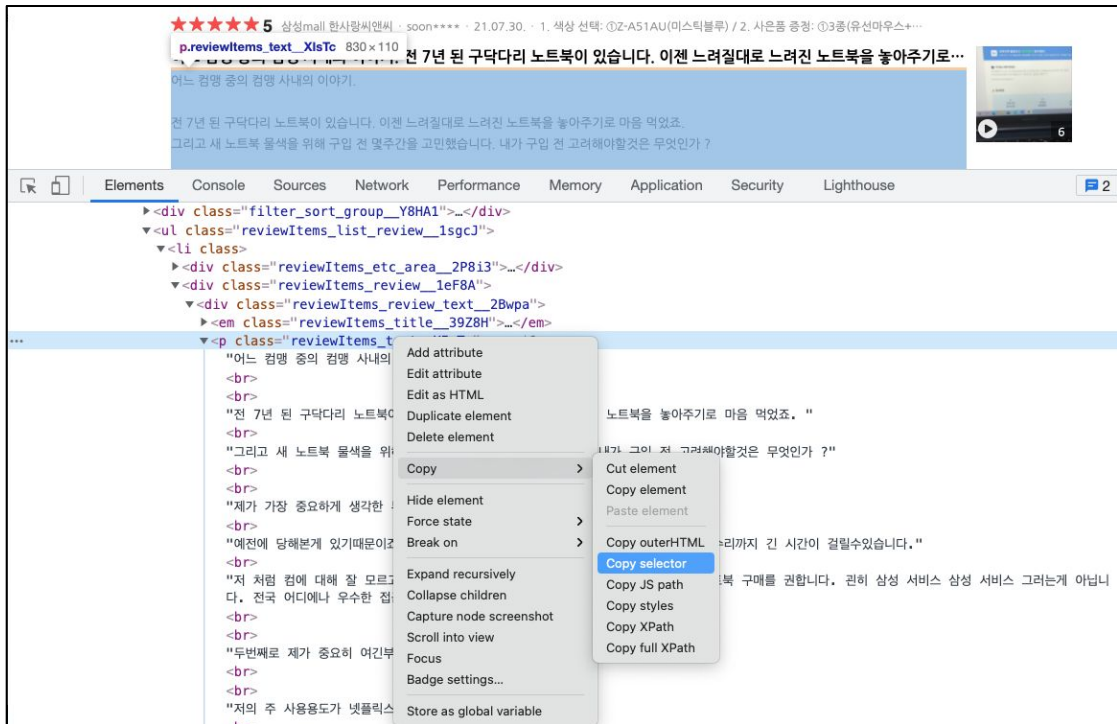 ★★★★★ 5 삼성mall 한사랑씨앤씨 · soon**** · 21.07.30. · 1. 색상 선택: ①Z-A51AU(미스틱블루) / 2. 사은품 증정: ①3종(유선마우스+···
p.reviewItems_text__XIsTc 830 × 110
전 7년 된 구닥다리 노트북이 있습니다. 이젠 느려질대로 느려진 노트북을 놓아주기로···
어느 컴맹 중의 컴맹 사내의 이야기.
전 7년 된 구닥다리 노트북이 있습니다. 이젠 느려질대로 느려진 노트북을 놓아주기로 마음 먹었죠.
그리고 새 노트북 물색을 위해 구입 전 몇주간을 고민했습니다. 내가 구입 전 고려해야할것은 무엇인가 ?
6
Elements Console Sources Network Performance Memory Application Security Lighthouse 2
▶<div class="filter_sort_group__Y8HA1">…</div>
▼<ul class="reviewItems_list_review__1sgcJ">
▼<li class>
▶<div class="reviewItems_etc_area__2P8i3">…</div>
▼<div class="reviewItems_review__1eF8A">
▼<div class="reviewItems_review_text__2Bwpa">
▶<em class="reviewItems_title__39Z8H">…</em>
▼<p class="reviewItems_t
"어느 컴맹 중의 컴맹 사내의
<br>
<br>
"전 7년 된 구닥다리 노트북이 노트북을 놓아주기로 마음 먹었죠. "
<br>
"그리고 새 노트북 물색을 위해 내가 구입 전 고려해야할것은 무엇인가 ?"
<br>
<br>
"제가 가장 중요하게 생각한
<br>
"예전에 당해본게 있기때문이죠 수리까지 긴 시간이 걸릴수있습니다."
<br>
"저 처럼 컴에 대해 잘 모르고 북 구매를 권합니다. 괸히 삼성 서비스 삼성 서비스 그러는게 아닙니
다. 전국 어디에나 우수한 접
<br>
<br>
"두번째로 제가 중요히 여긴부
<br>
<br>
"저의 주 사용용도가 넷플릭스
Add attribute
Edit attribute
Edit as HTML
Duplicate element
Delete element
Copy
Hide element
Force state
Break on
Expand recursively
Collapse children
Capture node screenshot
Scroll into view
Focus
Badge settings...
Store as global variable
Cut element
Copy element
Paste element
Copy outerHTML
Copy selector
Copy JS path
Copy styles
Copy XPath
Copy full XPath